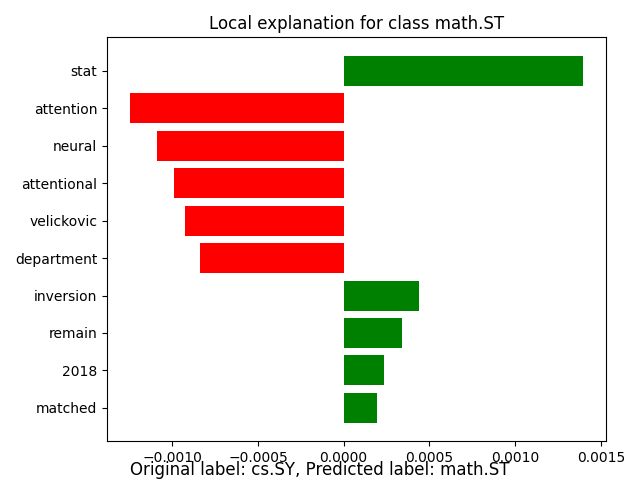 Local explanation for class math.ST
stat
attention
neural
attentional
velickovic
department
inversion
remain
2018
matched
−0.0010 −0.0005 0.0000 0.0005 0.0010 0.0015
Original label: cs.SY, Predicted label: math.ST